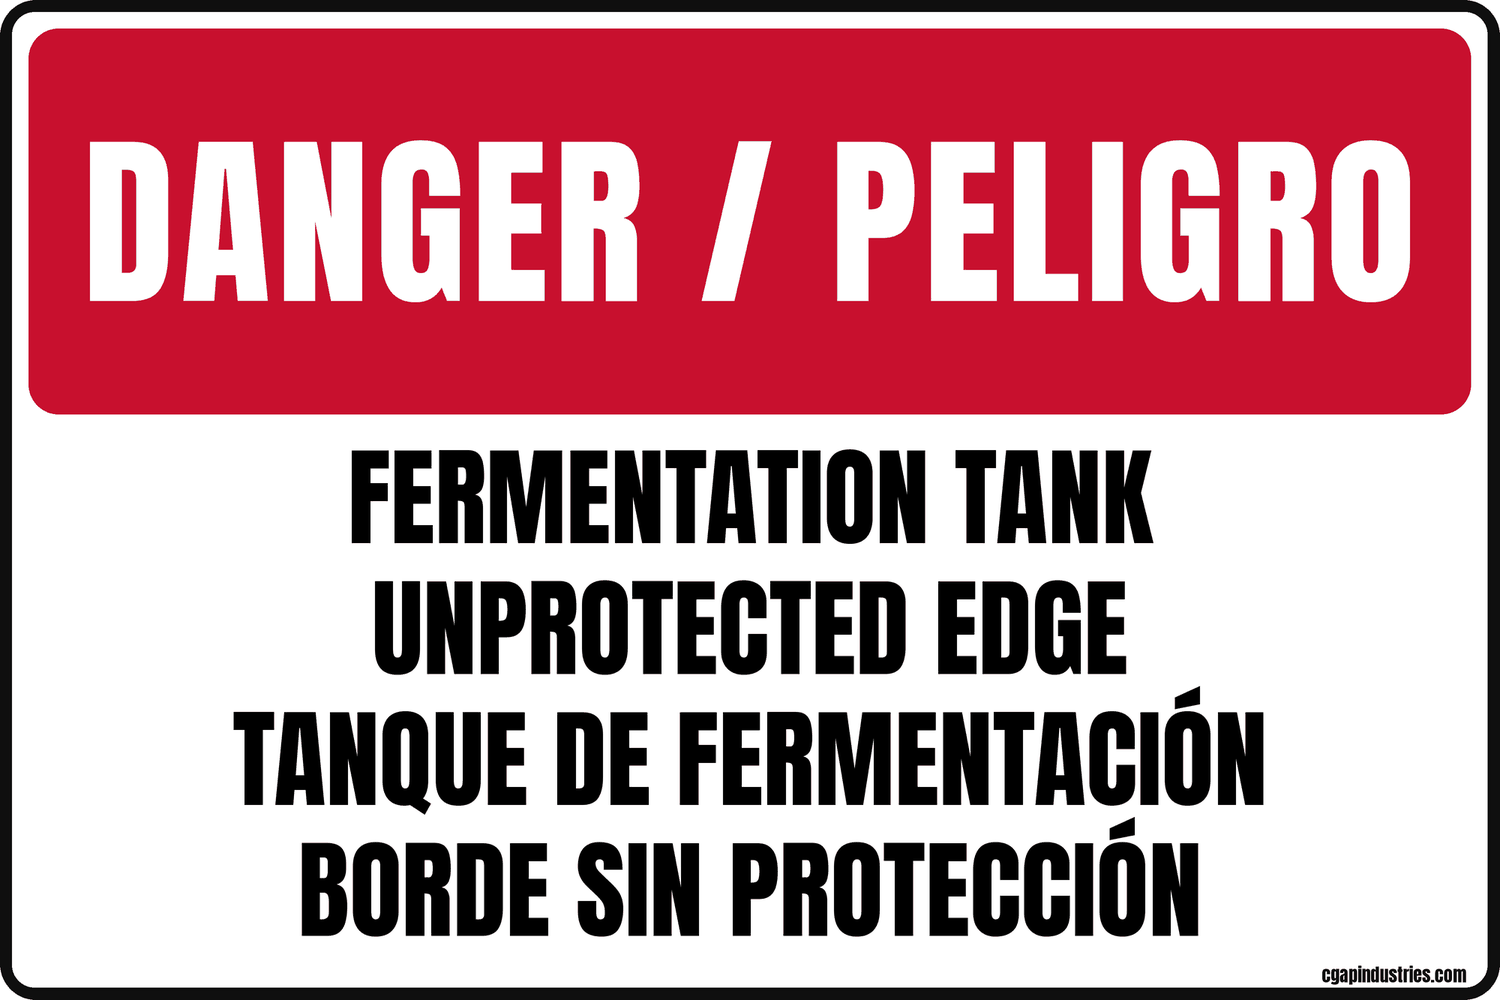 DANGER / PELIGRO
FERMENTATION TANK
UNPROTECTED EDGE
TANQUE DE FERMENTACIÓN
BORDE SIN PROTECCIÓN
cgapindustries.com